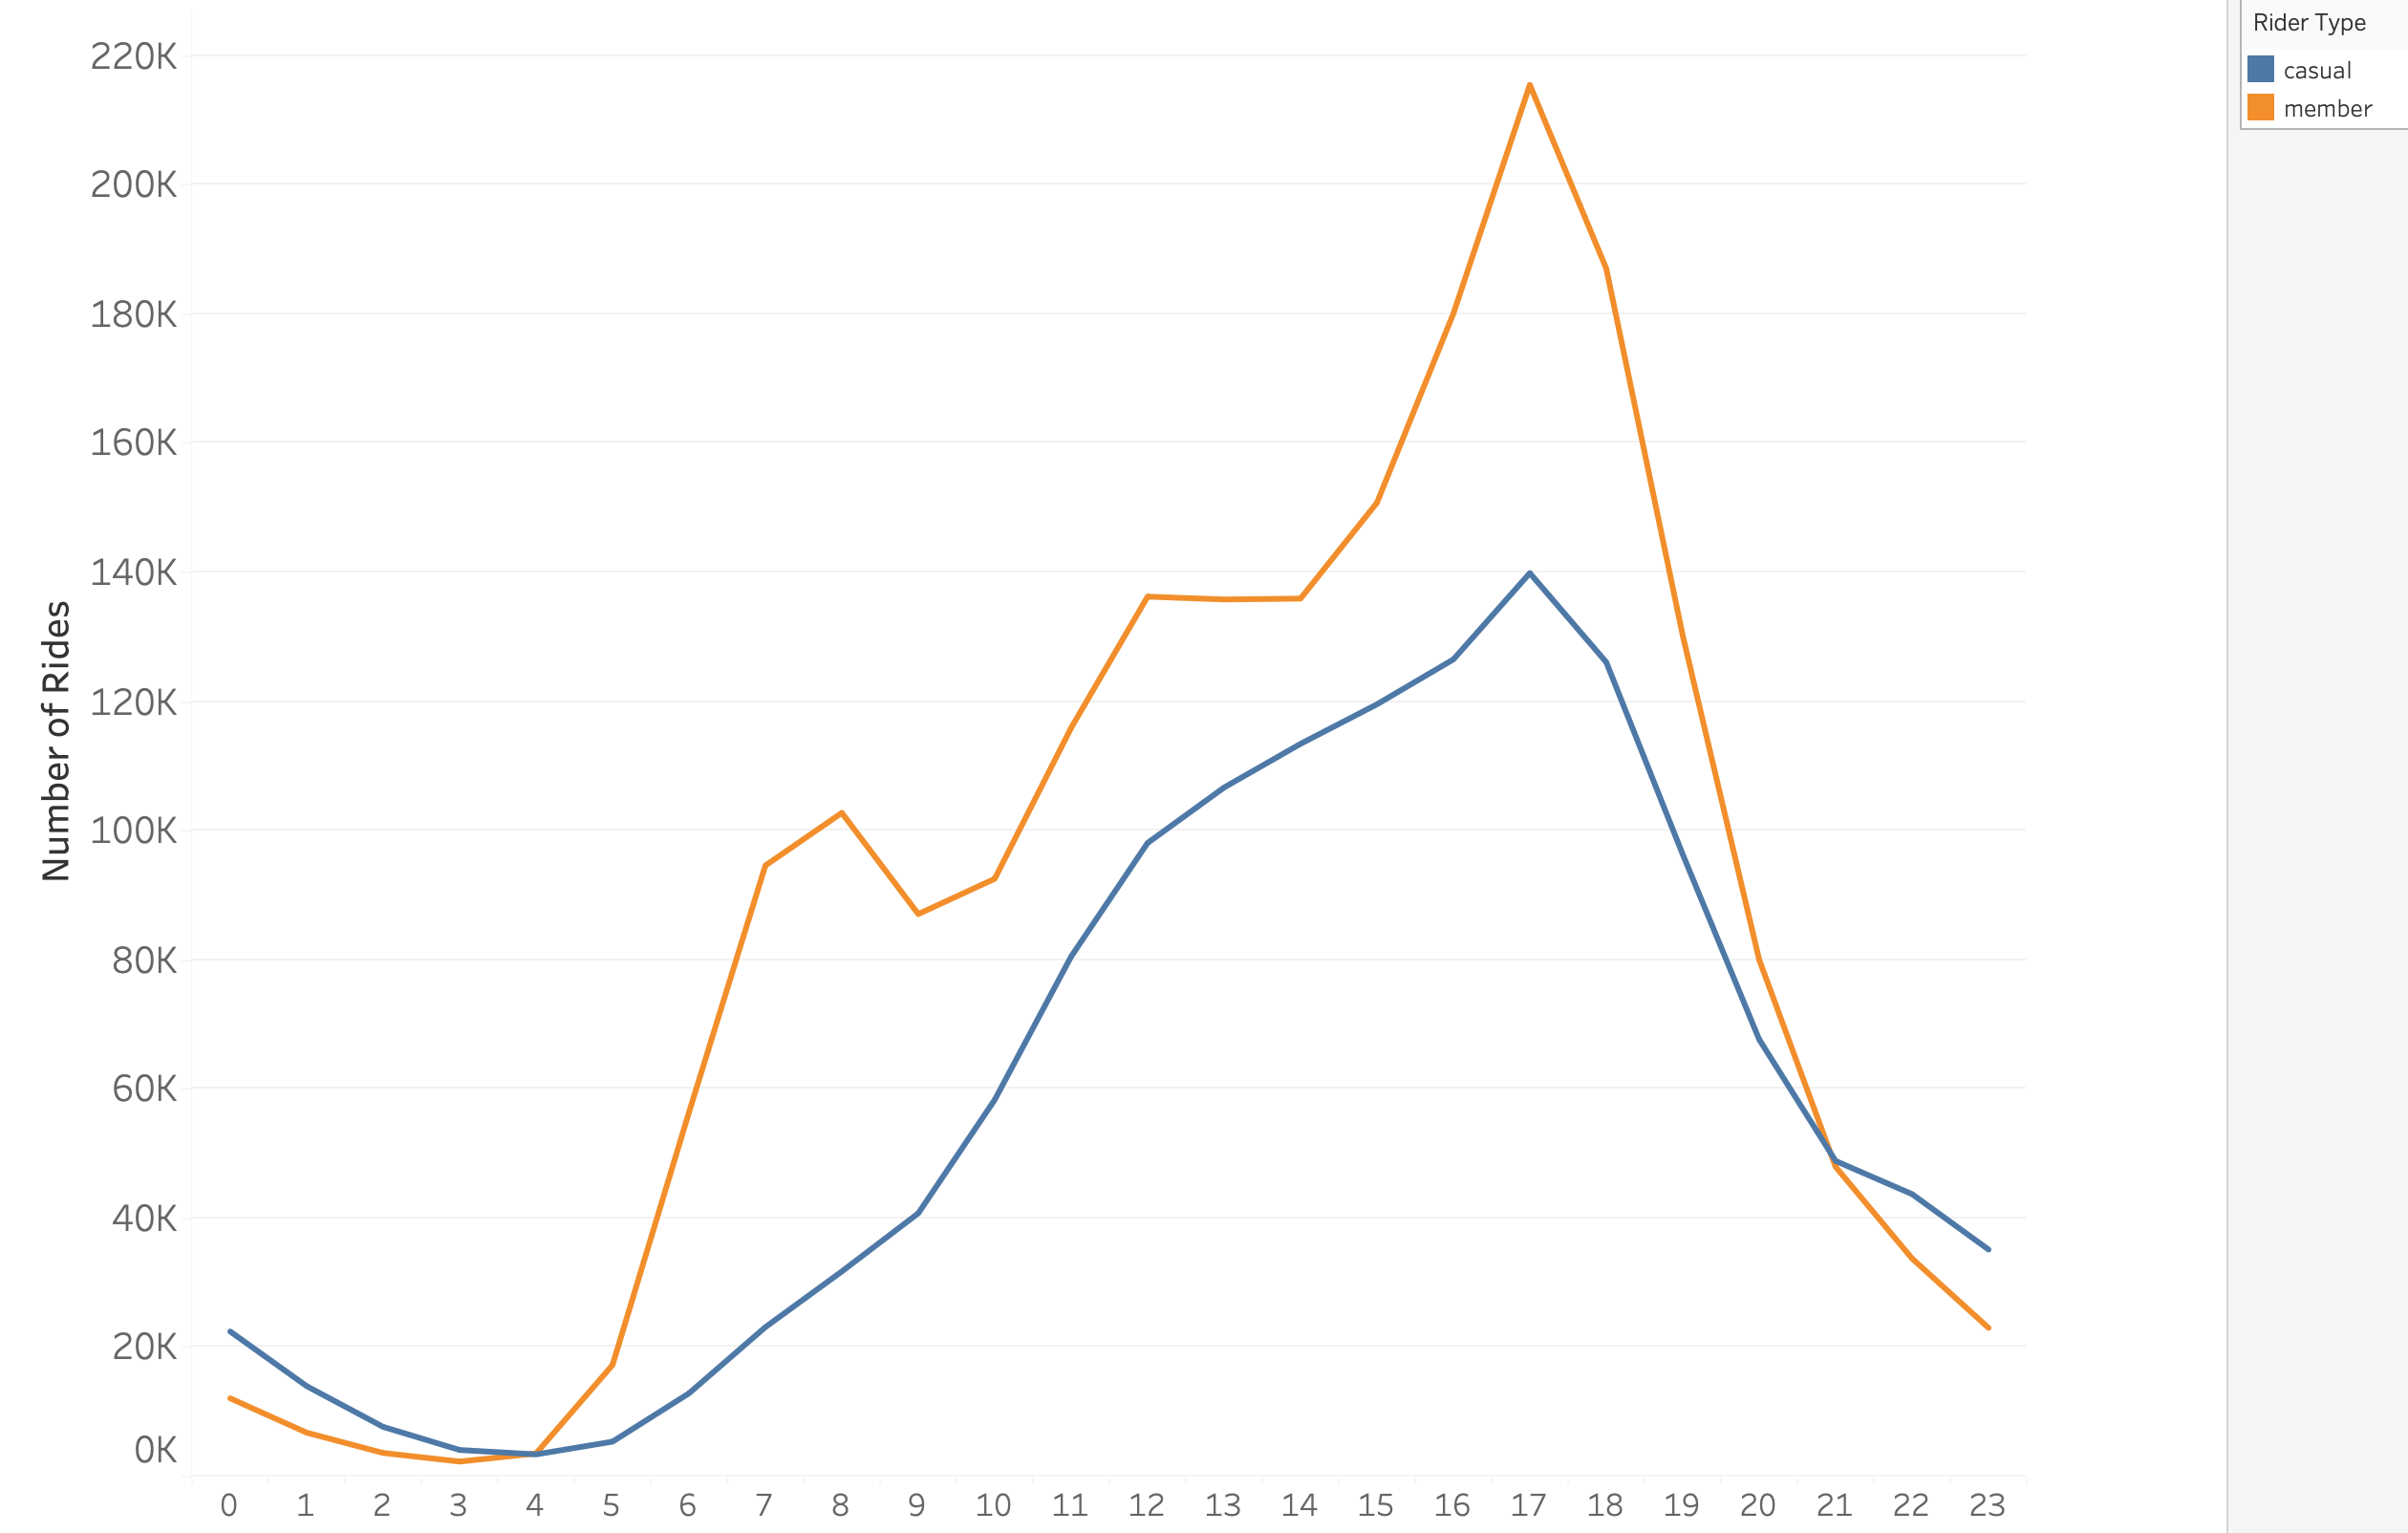 Rider Type
casual
member
220K
200K
180K
160K
140K
120K
100K
80K
60K
40K
20K
0K
Number of Rides
0 1 2 3 4 5 6 7 8 9 10 11 12 13 14 15 16 17 18 19 20 21 22 23